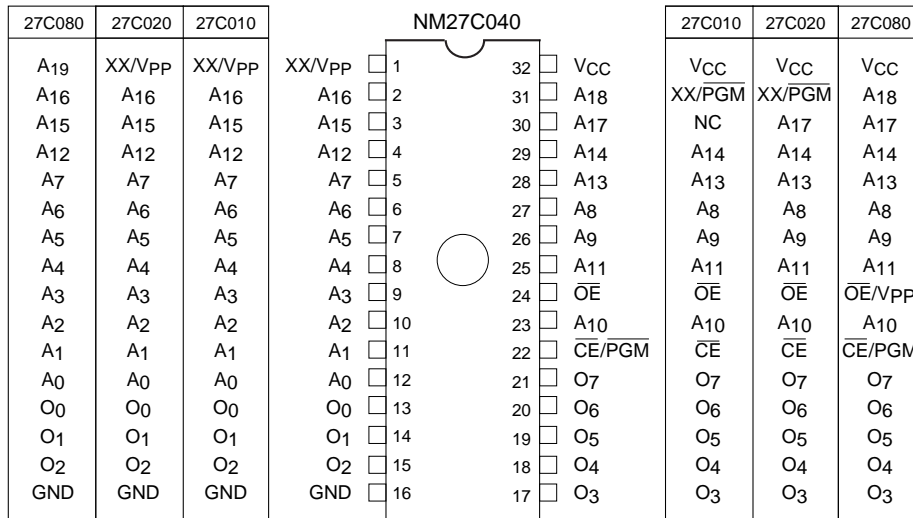 27C080 27C020 27C010 NM27C040 27C010 27C020 27C080
A19 XX/VPP XX/VPP XX/VPP 1 32 VCC VCC VCC VCC
A16 A16 A16 A16 2 31 A18 XX/PGM XX/PGM A18
A15 A15 A15 A15 3 30 A17 NC A17 A17
A12 A12 A12 A12 4 29 A14 A14 A14 A14
A7 A7 A7 A7 5 28 A13 A13 A13 A13
A6 A6 A6 A6 6 27 A8 A8 A8 A8
A5 A5 A5 A5 7 26 A9 A9 A9 A9
A4 A4 A4 A4 8 25 A11 A11 A11 A11
A3 A3 A3 A3 9 24 OE OE OE OE/VPP
A2 A2 A2 A2 10 23 A10 A10 A10 A10
A1 A1 A1 A1 11 22 CE/PGM CE CE CE/PGM
A0 A0 A0 A0 12 21 O7 O7 O7 O7
O0 O0 O0 O0 13 20 O6 O6 O6 O6
O1 O1 O1 O1 14 19 O5 O5 O5 O5
O2 O2 O2 O2 15 18 O4 O4 O4 O4
GND GND GND GND 16 17 O3 O3 O3 O3